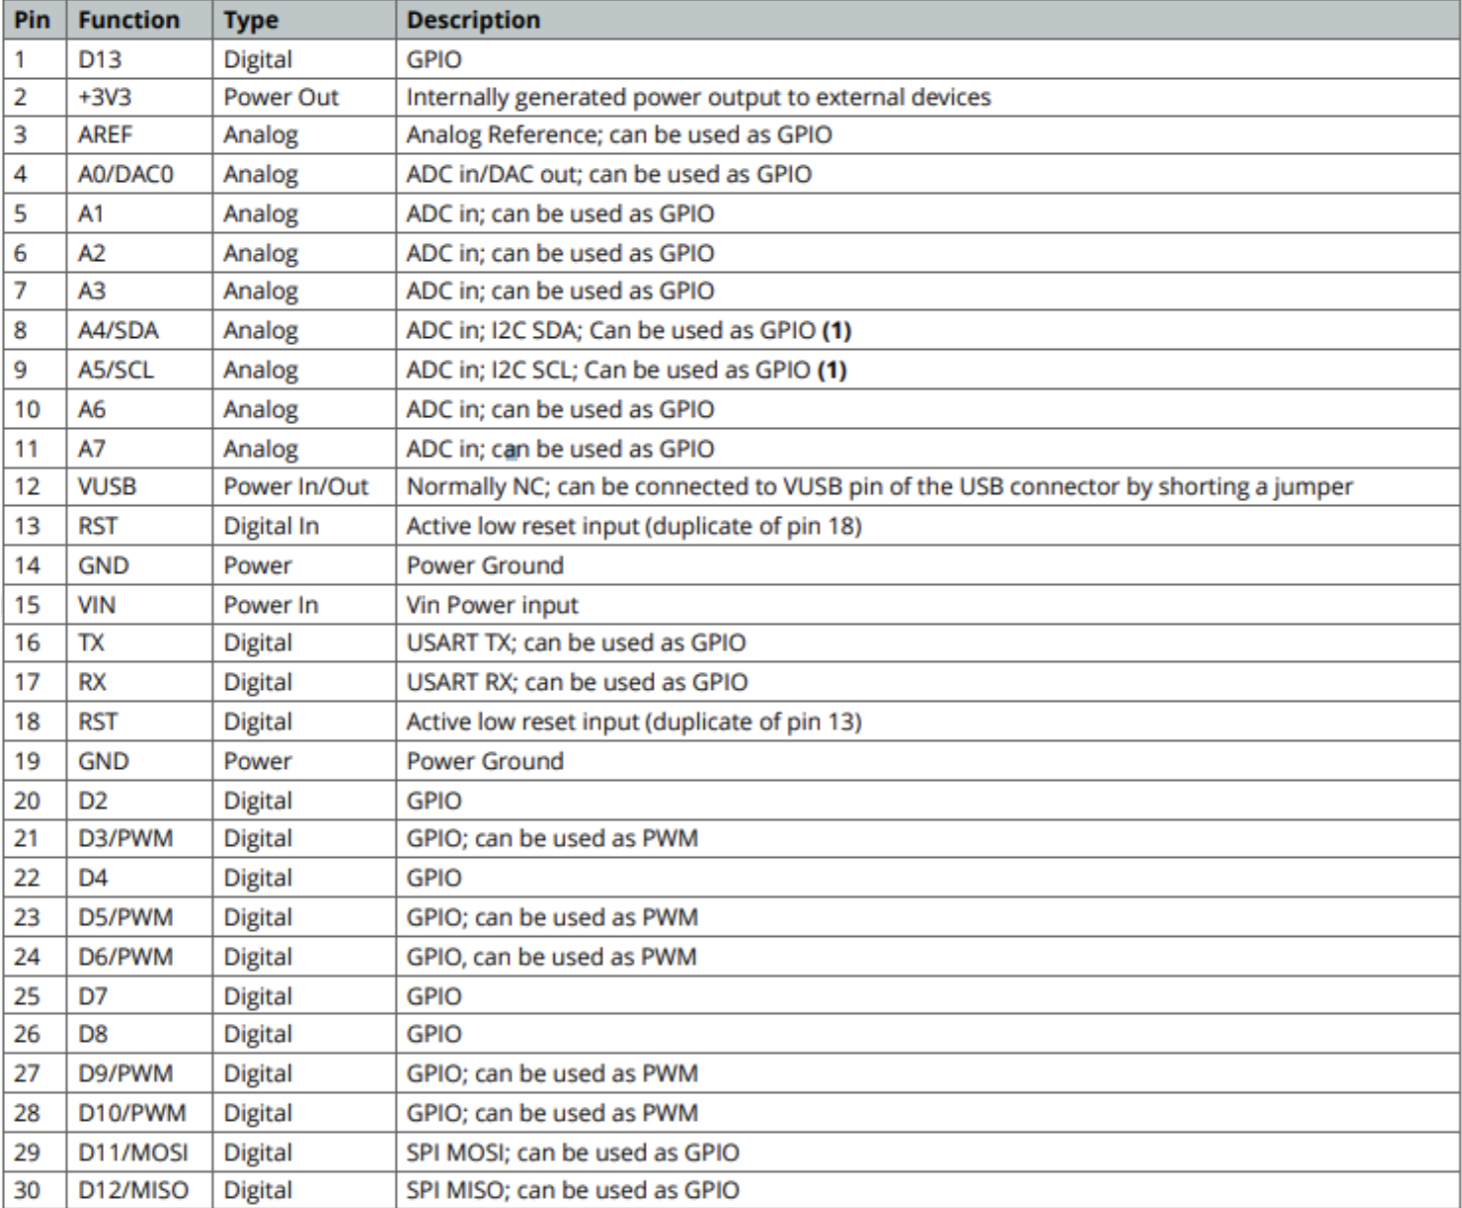 Pin Function Type Description
1 D13 Digital GPIO
2 +3V3 Power Out Internally generated power output to external devices
3 AREF Analog Analog Reference; can be used as GPIO
4 A0/DAC0 Analog ADC in/DAC out; can be used as GPIO
5 A1 Analog ADC in; can be used as GPIO
6 A2 Analog ADC in; can be used as GPIO
7 A3 Analog ADC in; can be used as GPIO
8 A4/SDA Analog ADC in; I2C SDA; Can be used as GPIO (1)
9 A5/SCL Analog ADC in; I2C SCL; Can be used as GPIO (1)
10 A6 Analog ADC in; can be used as GPIO
11 A7 Analog ADC in; can be used as GPIO
12 VUSB Power In/Out Normally NC; can be connected to VUSB pin of the USB connector by shorting a jumper
13 RST Digital In Active low reset input (duplicate of pin 18)
14 GND Power Power Ground
15 VIN Power In Vin Power input
16 TX Digital USART TX; can be used as GPIO
17 RX Digital USART RX; can be used as GPIO
18 RST Digital Active low reset input (duplicate of pin 13)
19 GND Power Power Ground
20 D2 Digital GPIO
21 D3/PWM Digital GPIO; can be used as PWM
22 D4 Digital GPIO
23 D5/PWM Digital GPIO; can be used as PWM
24 D6/PWM Digital GPIO, can be used as PWM
25 D7 Digital GPIO
26 D8 Digital GPIO
27 D9/PWM Digital GPIO; can be used as PWM
28 D10/PWM Digital GPIO; can be used as PWM
29 D11/MOSI Digital SPI MOSI; can be used as GPIO
30 D12/MISO Digital SPI MISO; can be used as GPIO